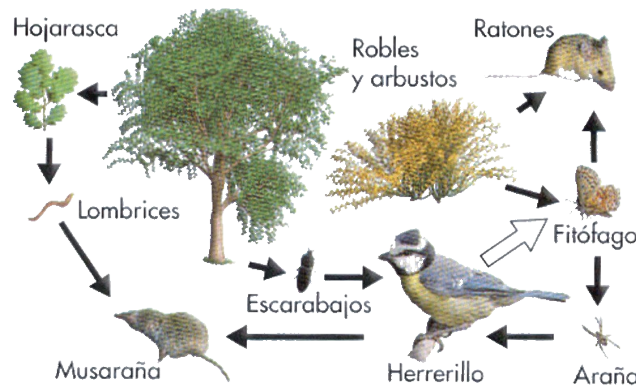 Hojarasca
Robles
y arbustos
Ratones
Lombrices
Fitófago
Escarabajos
Musaraña
Herrerillo
Araña